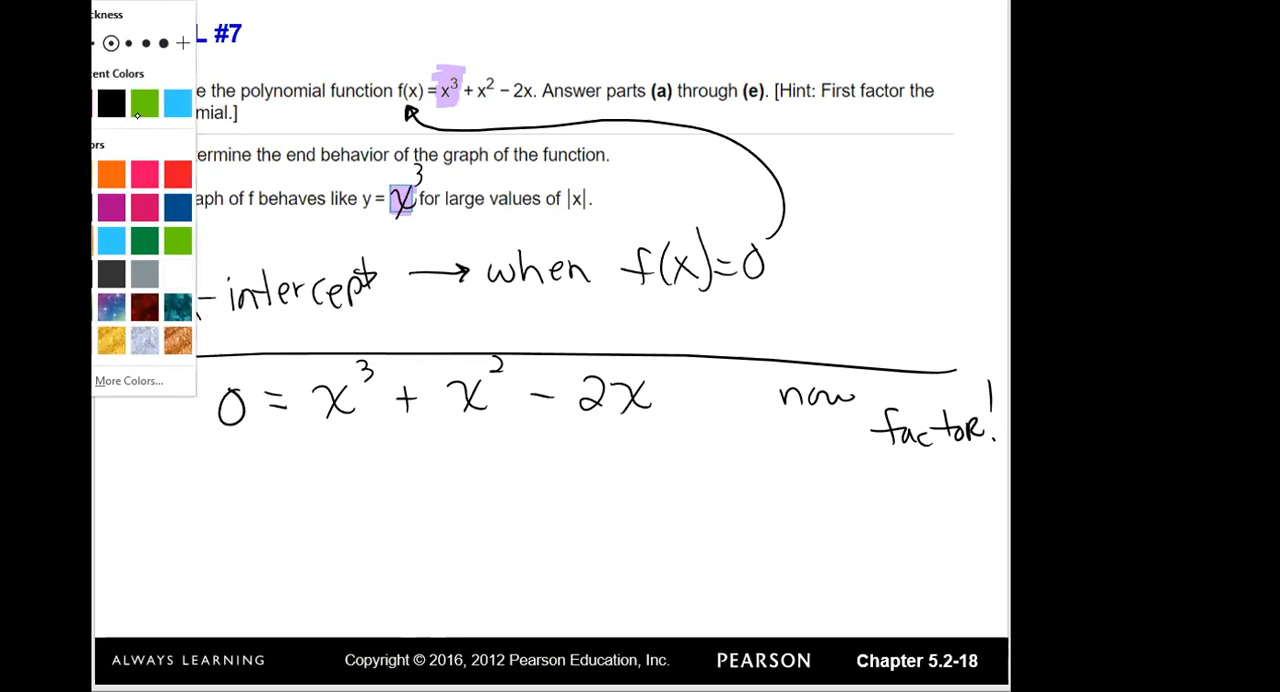 ckness
L #7
ent Colors
e the polynomial function f(x) = x³ + x² − 2x. Answer parts (a) through (e). [Hint: First factor the
mial.]
ors
ermine the end behavior of the graph of the function.
aph of f behaves like y = x³ for large values of |x|.
-intercept → when f(x)=0
More Colors...
0 = x³ + x² − 2x
now
factor!
ALWAYS LEARNING
Copyright © 2016, 2012 Pearson Education, Inc.
PEARSON
Chapter 5.2-18